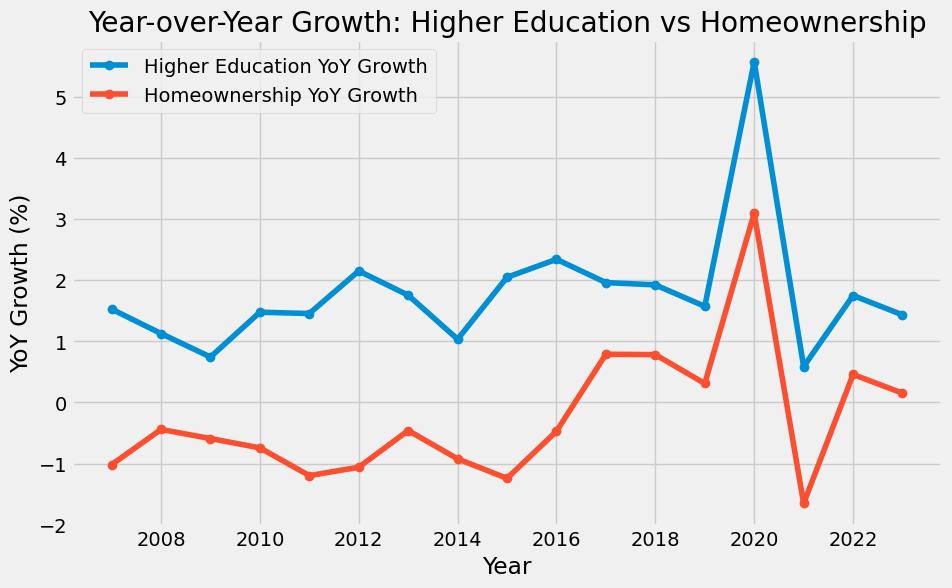 Year-over-Year Growth: Higher Education vs Homeownership
Higher Education YoY Growth
Homeownership YoY Growth
YoY Growth (%)
5
4
3
2
1
0
−1
−2
2008 2010 2012 2014 2016 2018 2020 2022
Year